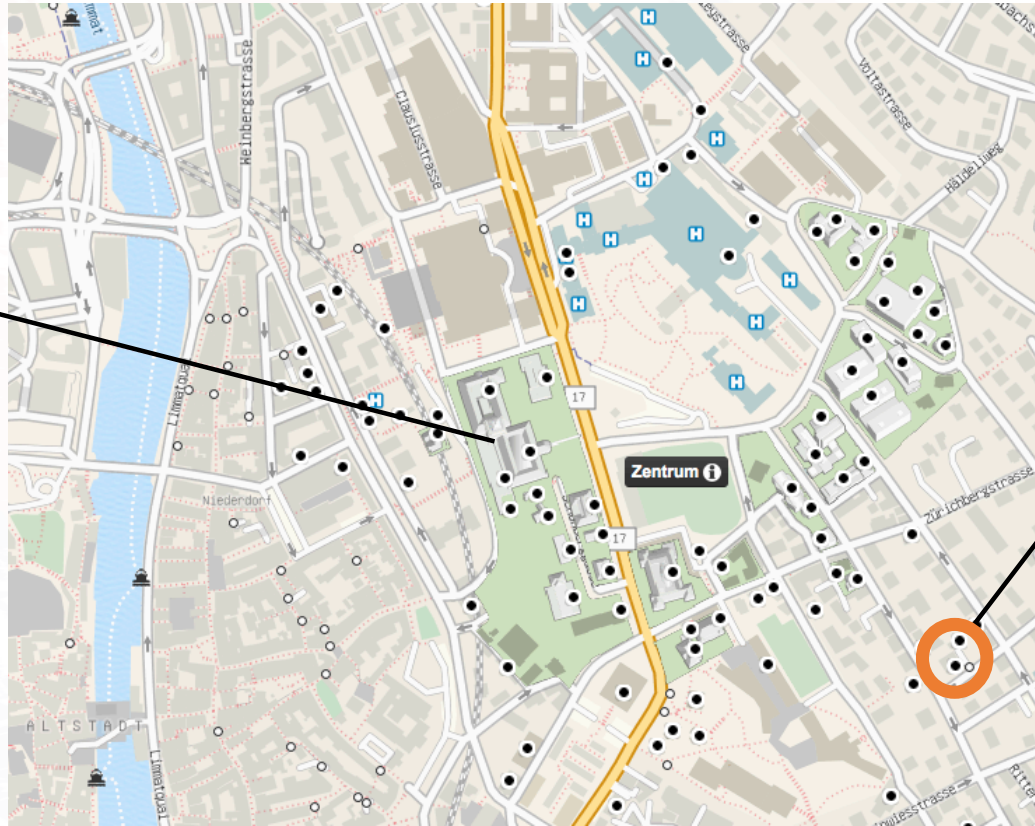 Limmat
Weinbergstrasse
Clausiusstrasse
Voltastrasse
Häldeliweg
H
H
H
H
H
H
H
H
H
H
H
H
Limmatquai
17
Zentrum
Niederdorf
17
Zürichbergstrasse
ALTSTADT
Limmatquai